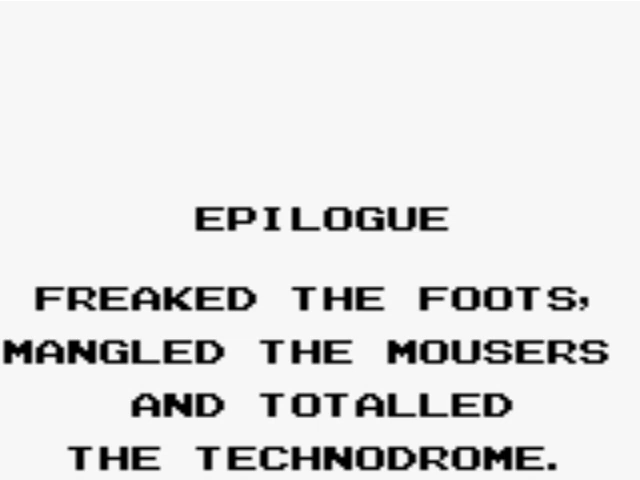 EPILOGUE
FREAKED THE FOOTS,
MANGLED THE MOUSERS
AND TOTALLED
THE TECHNODROME.